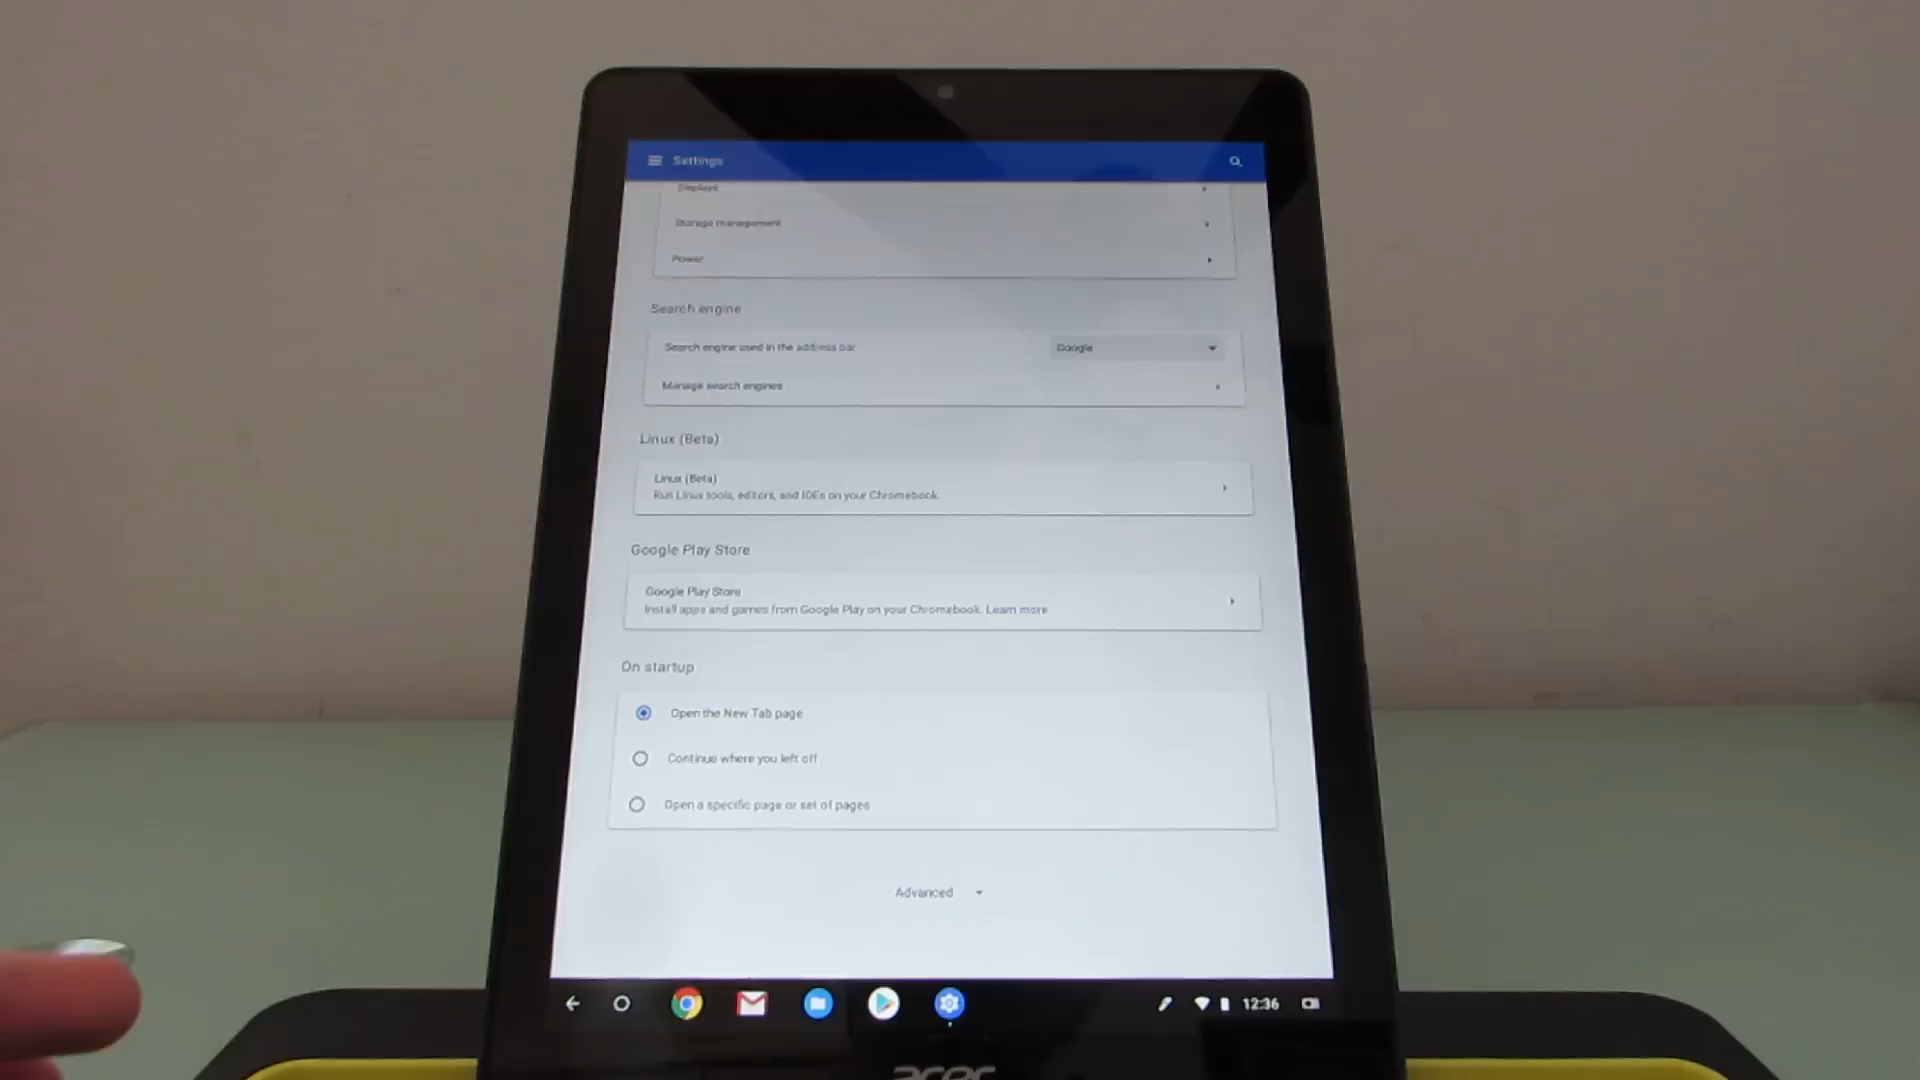 Settings
Displays
Storage management
Power
Search engine
Search engine used in the address bar
Google
Manage search engines
Linux (Beta)
Linux (Beta)
Run Linux tools, editors, and IDEs on your Chromebook.
Google Play Store
Google Play Store
Install apps and games from Google Play on your Chromebook. Learn more
On startup
Open the New Tab page
Continue where you left off
Open a specific page or set of pages
Advanced
12:36
acer